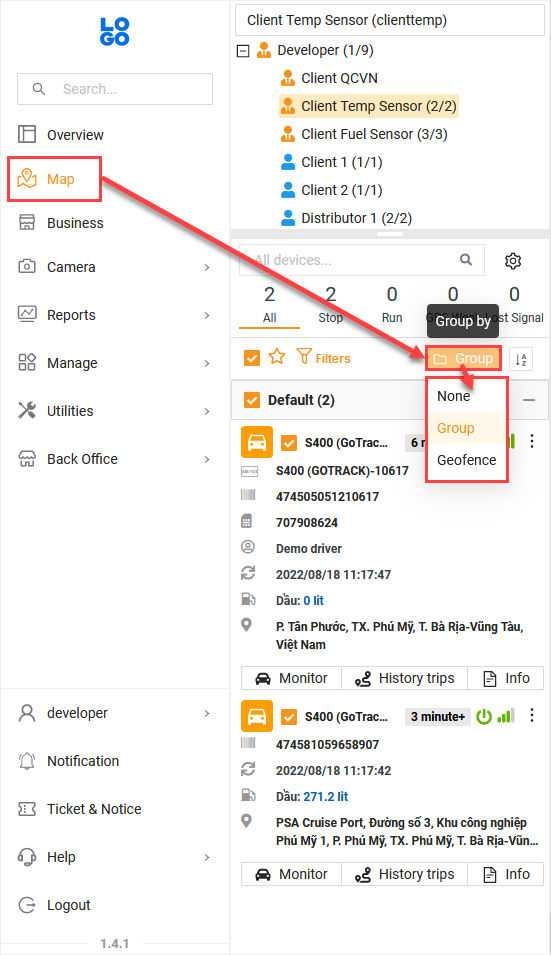 LO
GO
Search...
Overview
Map
Business
Camera
Reports
Manage
Utilities
Back Office
developer
Notification
Ticket & Notice
Help
Logout
1.4.1
Client Temp Sensor (clienttemp)
Developer (1/9)
Client QCVN
Client Temp Sensor (2/2)
Client Fuel Sensor (3/3)
Client 1 (1/1)
Client 2 (1/1)
Distributor 1 (2/2)
All devices...
2 2 0 0 0
All Stop Run Lost Signal
Group by
Filters Group
None
Group
Geofence
Default (2)
S400 (GoTrac...
S400 (GOTRACK)-10617
474505051210617
707908624
Demo driver
2022/08/18 11:17:47
Dầu: 0 lit
P. Tân Phước, TX. Phú Mỹ, T. Bà Rịa-Vũng Tàu,
Việt Nam
Monitor History trips Info
S400 (GoTrac... 3 minute+
474581059658907
2022/08/18 11:17:42
Dầu: 271.2 lit
PSA Cruise Port, Đường số 3, Khu công nghiệp
Phú Mỹ 1, P. Phú Mỹ, TX. Phú Mỹ, T. Bà Rịa-Vũn...
Monitor History trips Info